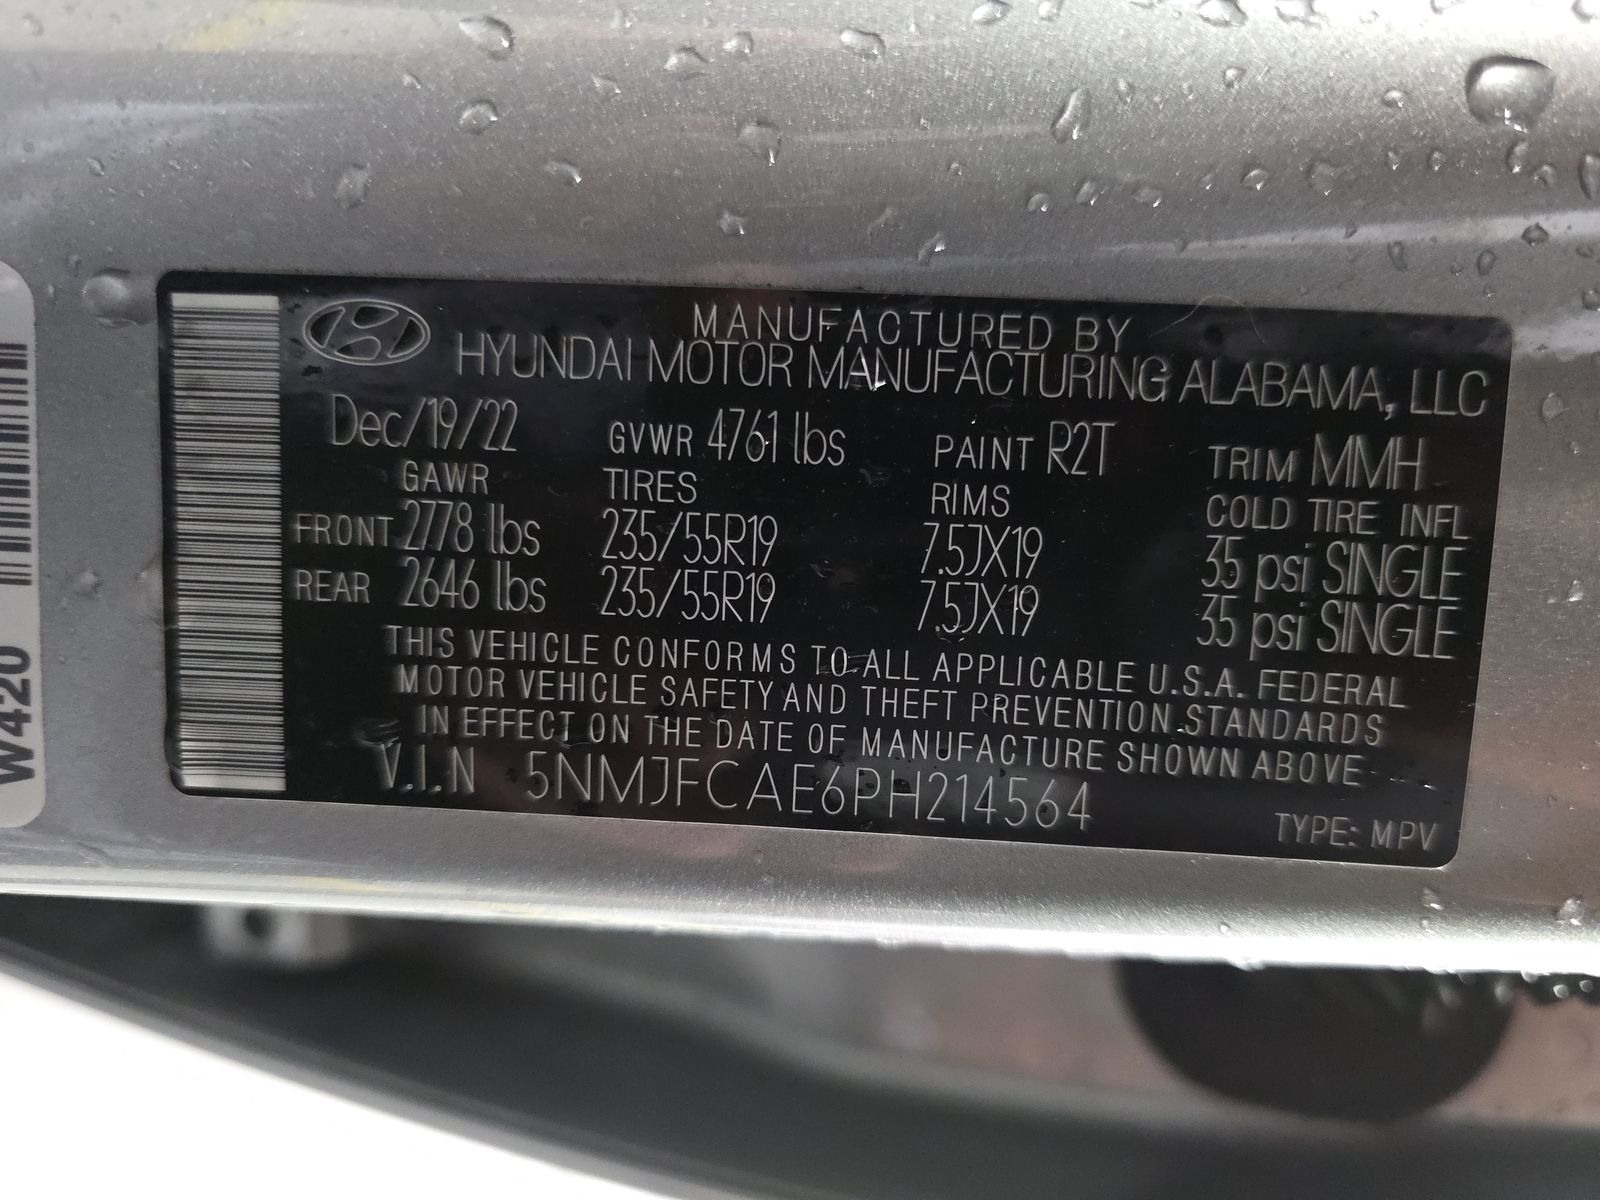 MANUFACTURED BY
HYUNDAI MOTOR MANUFACTURING ALABAMA, LLC
Dec/19/22 GVWR 4761 lbs PAINT R2T TRIM MMH
GAWR TIRES RIMS COLD TIRE INFL
FRONT 2778 lbs 235/55R19 7.5JX19 35 psi SINGLE
REAR 2646 lbs 235/55R19 7.5JX19 35 psi SINGLE
THIS VEHICLE CONFORMS TO ALL APPLICABLE U.S.A. FEDERAL
MOTOR VEHICLE SAFETY AND THEFT PREVENTION STANDARDS
IN EFFECT ON THE DATE OF MANUFACTURE SHOWN ABOVE
V.I.N 5NMJFCAE6PH214564
TYPE: MPV
W420